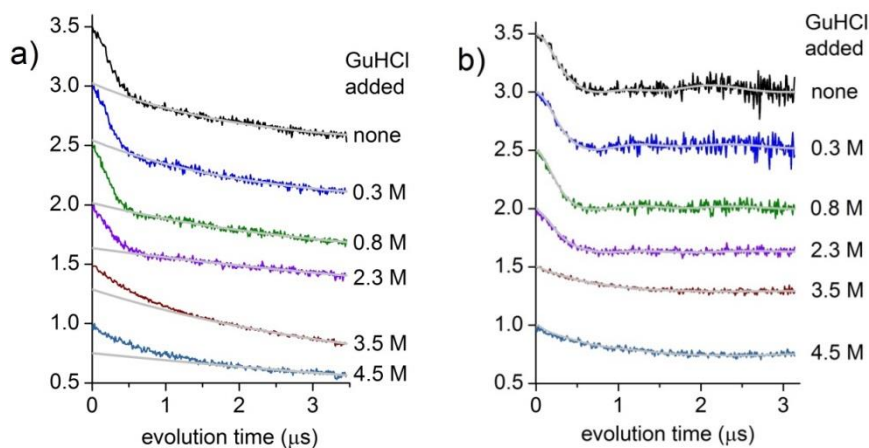 a)
GuHCl
added
3.5
3.0
2.5
2.0
1.5
1.0
0.5
none
0.3 M
0.8 M
2.3 M
3.5 M
4.5 M
0 1 2 3
evolution time (μs)
b)
GuHCl
added
3.5
3.0
2.5
2.0
1.5
1.0
0.5
none
0.3 M
0.8 M
2.3 M
3.5 M
4.5 M
0 1 2 3
evolution time (μs)